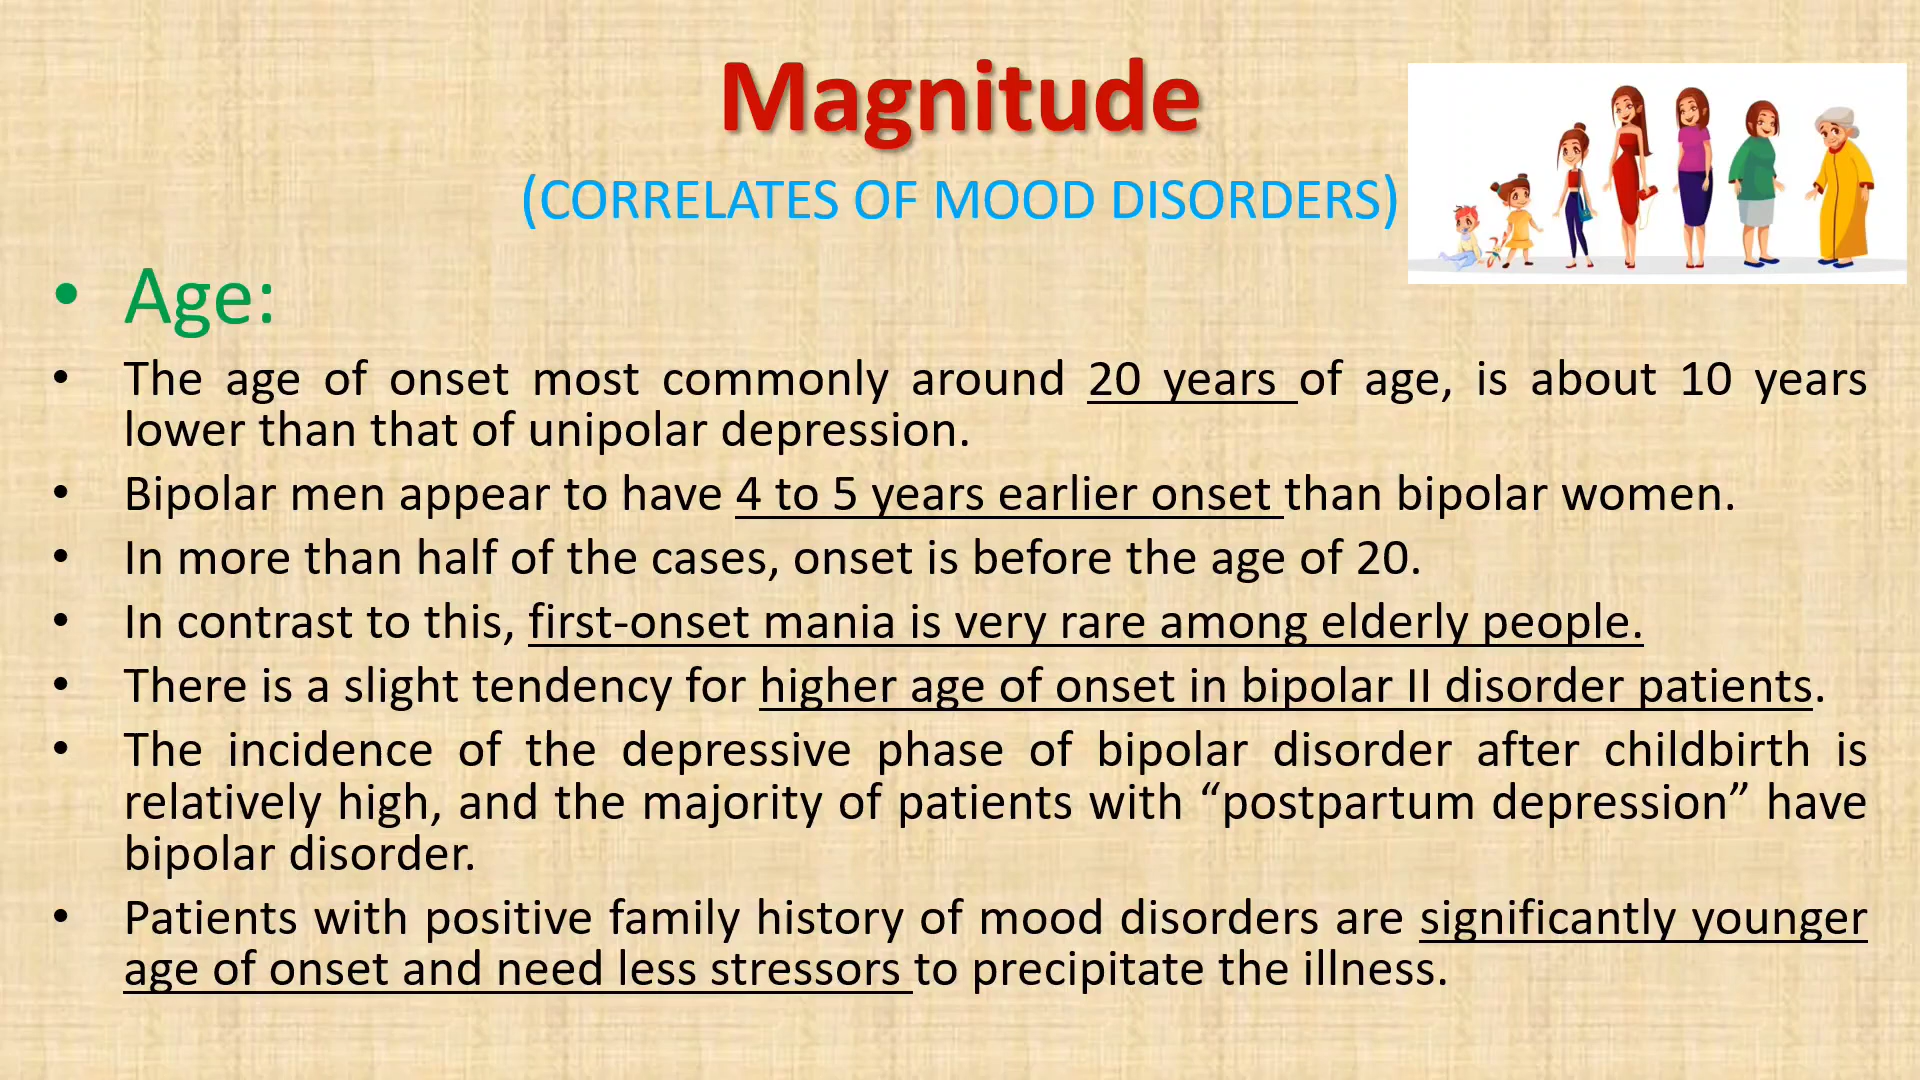 Magnitude
(CORRELATES OF MOOD DISORDERS)
• Age:
• The age of onset most commonly around 20 years of age, is about 10 years
lower than that of unipolar depression.
• Bipolar men appear to have 4 to 5 years earlier onset than bipolar women.
• In more than half of the cases, onset is before the age of 20.
• In contrast to this, first-onset mania is very rare among elderly people.
• There is a slight tendency for higher age of onset in bipolar II disorder patients.
• The incidence of the depressive phase of bipolar disorder after childbirth is
relatively high, and the majority of patients with “postpartum depression” have
bipolar disorder.
• Patients with positive family history of mood disorders are significantly younger
age of onset and need less stressors to precipitate the illness.